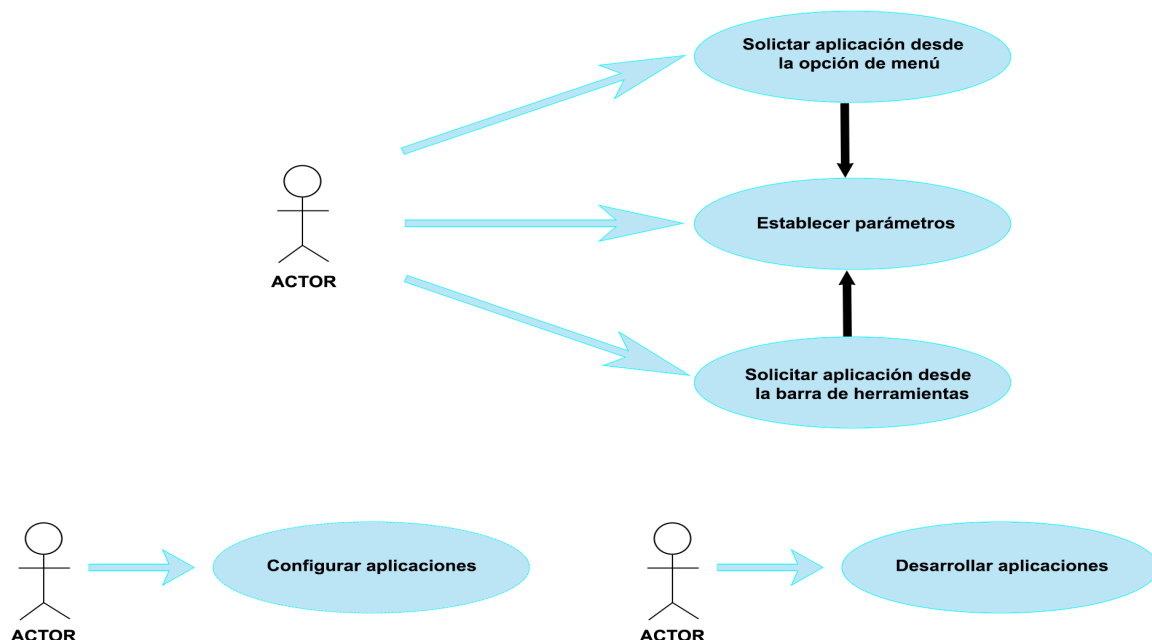 Solictar aplicación desde
la opción de menú
Establecer parámetros
ACTOR
Solicitar aplicación desde
la barra de herramientas
Configurar aplicaciones
Desarrollar aplicaciones
ACTOR
ACTOR